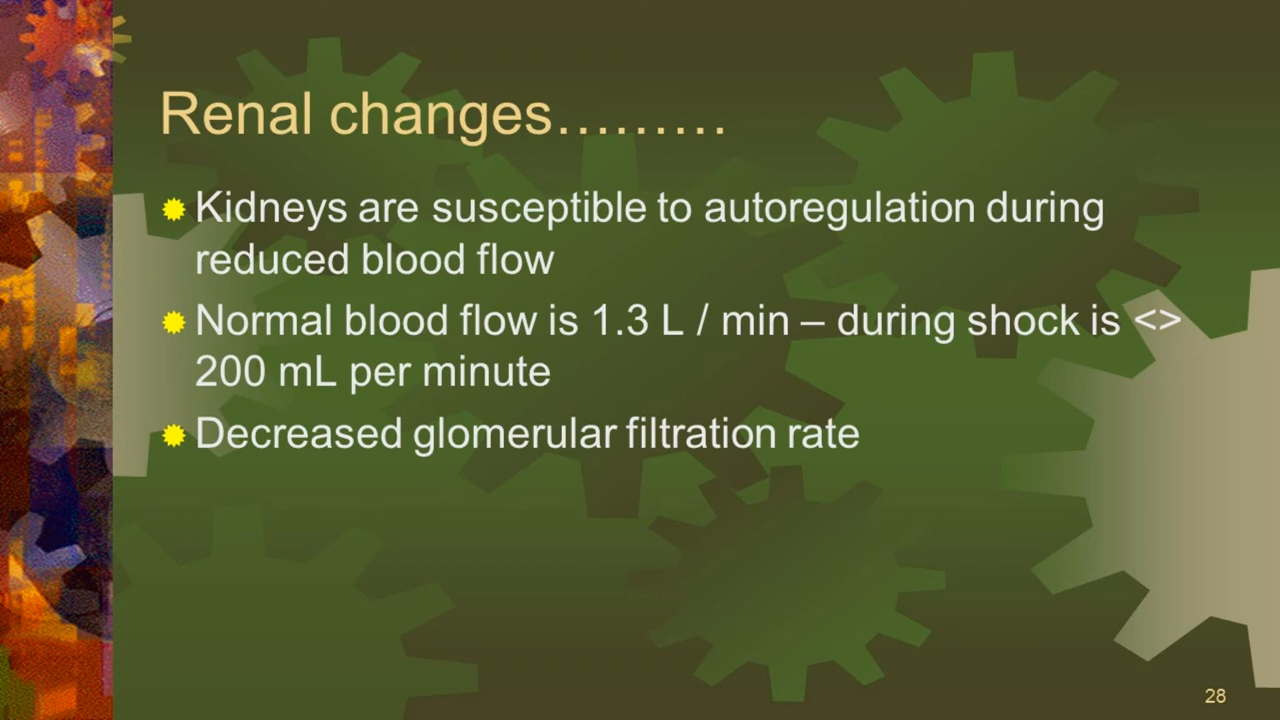 Renal changes………
Kidneys are susceptible to autoregulation during
reduced blood flow
Normal blood flow is 1.3 L / min – during shock is <>
200 mL per minute
Decreased glomerular filtration rate
28